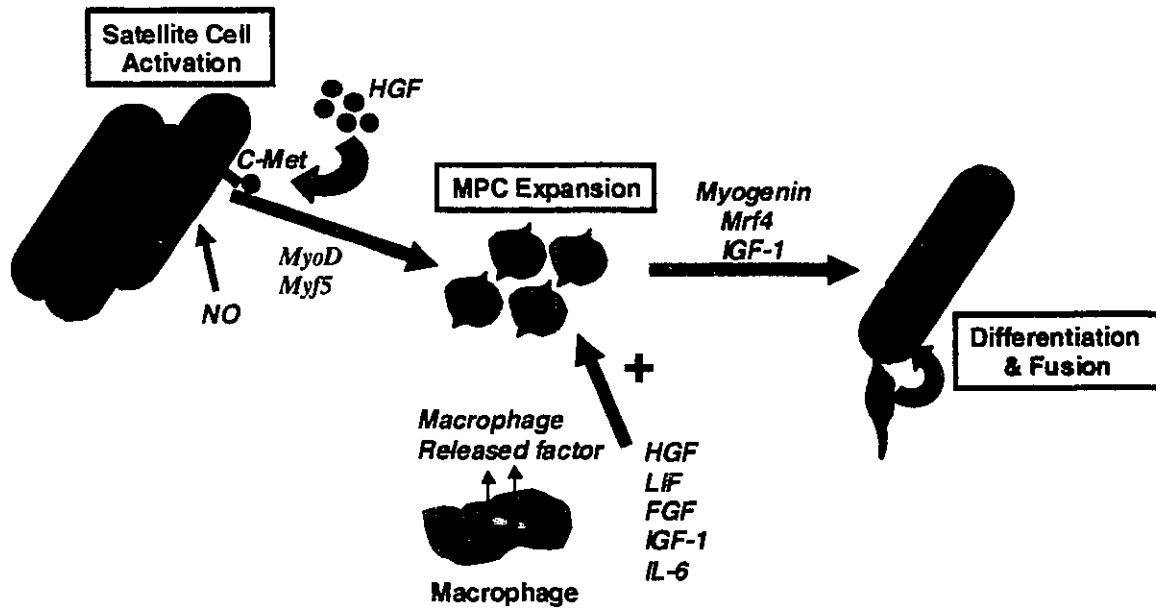 Satellite Cell
Activation
HGF
C-Met
MyoD
Myf5
NO
MPC Expansion
Myogenin
Mrf4
IGF-1
Differentiation
& Fusion
+
Macrophage
Released factor
HGF
LIF
FGF
IGF-1
IL-6
Macrophage